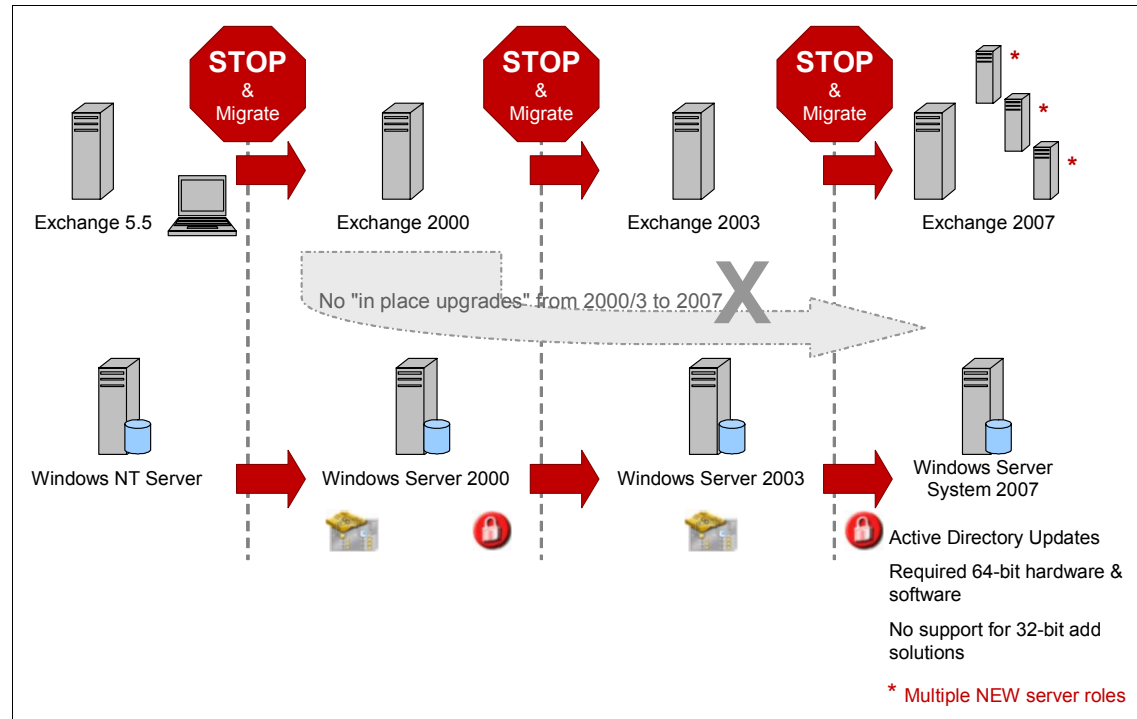 STOP
&
Migrate
STOP
&
Migrate
STOP
&
Migrate
*
*
*
Exchange 5.5
Exchange 2000
Exchange 2003
Exchange 2007
No "in place upgrades" from 2000/3 to 2007
X
Windows NT Server
Windows Server 2000
Windows Server 2003
Windows Server
System 2007
Active Directory Updates
Required 64-bit hardware &
software
No support for 32-bit add
solutions
* Multiple NEW server roles